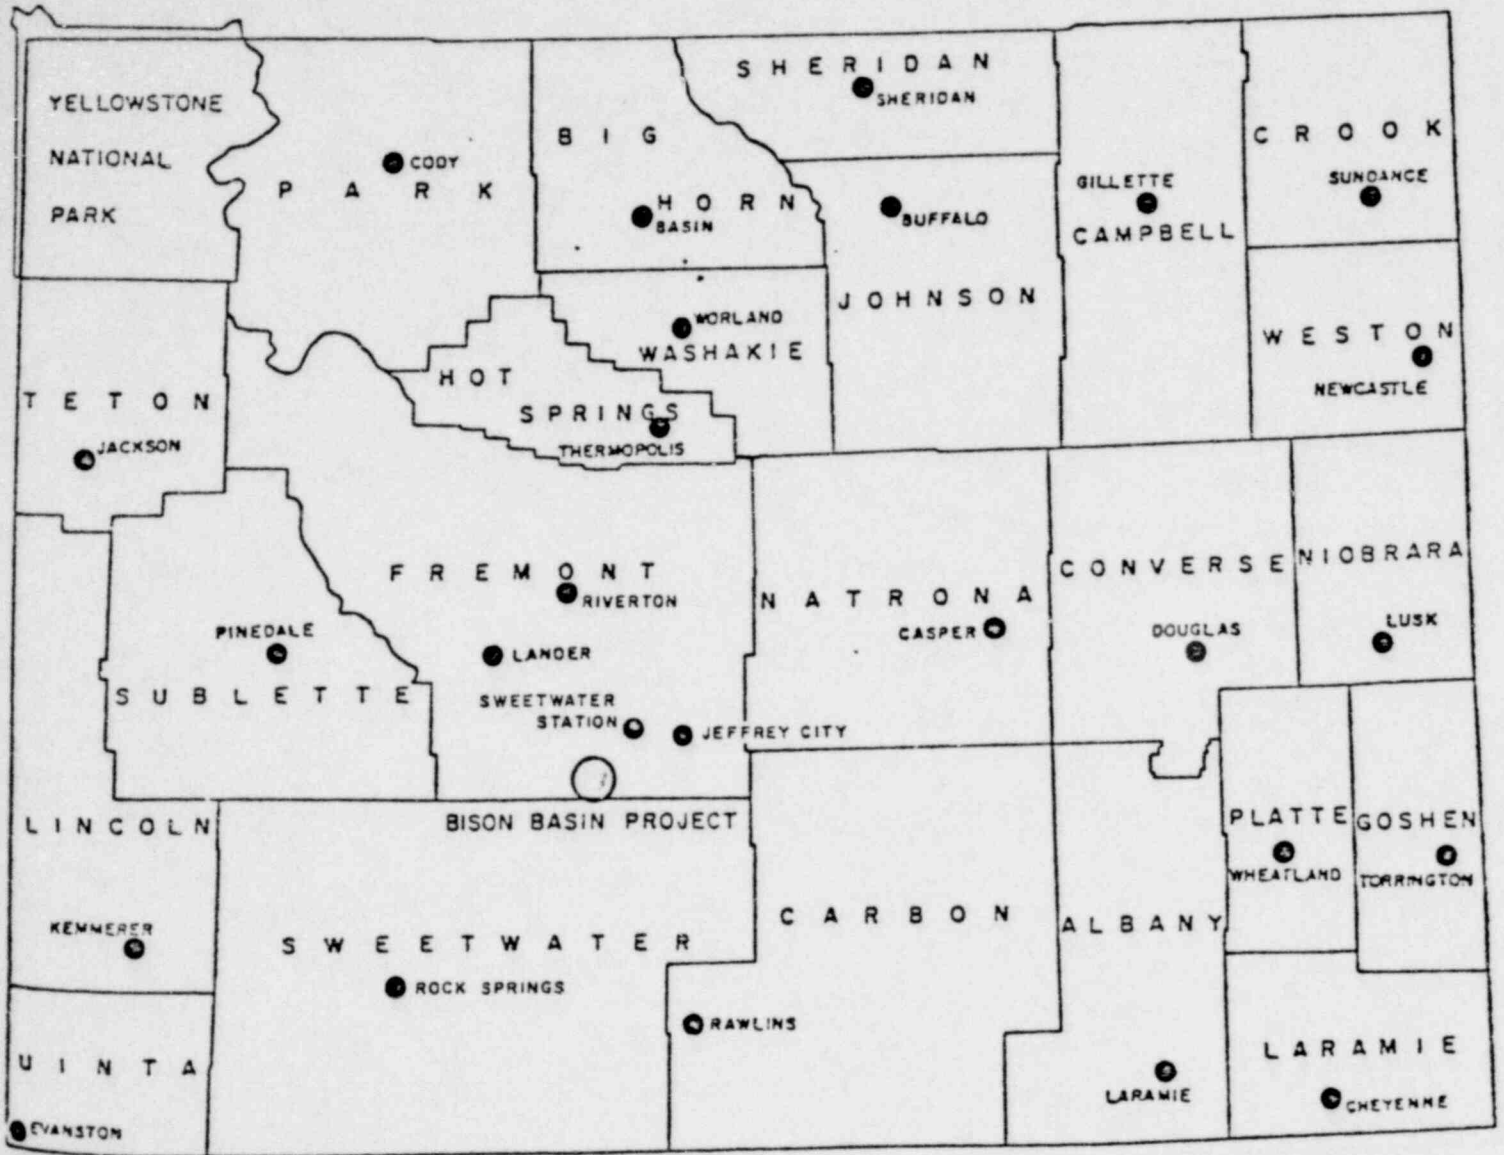 YELLOWSTONE
NATIONAL
PARK
PARK
CODY
BIG
HORN
BASIN
SHERIDAN
SHERIDAN
CROOK
SUNDANCE
GILLETTE
CAMPBELL
BUFFALO
JOHNSON
WORLAND
WASHAKIE
WESTON
NEWCASTLE
HOT
SPRINGS
THERMOPOLIS
TETON
JACKSON
FREMONT
RIVERTON
LANDER
SWEETWATER
STATION
JEFFREY CITY
PINEDALE
SUBLETTE
NATRONA
CASPER
CONVERSE
DOUGLAS
NIOBRARA
LUSK
LINCOLN
KEMMERER
BISON BASIN PROJECT
SWEETWATER
ROCK SPRINGS
CARBON
RAWLINS
ALBANY
LARAMIE
PLATTE
WHEATLAND
GOSHEN
TORRINGTON
UINTA
EVANSTON
LARAMIE
CHEYENNE